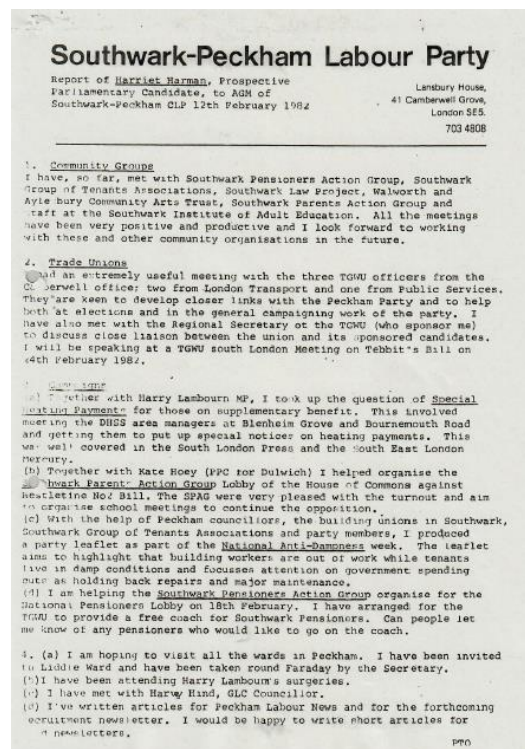 Southwark-Peckham Labour Party
Report of Harriet Harman, Prospective
Parliamentary Candidate, to AGM of
Southwark-Peckham CLP 12th February 1982
Lansbury House,
41 Camberwell Grove,
London SE5.
703 4808
1. Community Groups
I have, so far, met with Southwark Pensioners Action Group, Southwark
Group of Tenants Associations, Southwark Law Project, Walworth and
Aylesbury Community Arts Trust, Southwark Parents Action Group and
staff at the Southwark Institute of Adult Education. All the meetings
have been very positive and productive and I look forward to working
with these and other community organisations in the future.
2. Trade Unions
had an extremely useful meeting with the three TGWU officers from the
Camberwell office; two from London Transport and one from Public Services.
They are keen to develop closer links with the Peckham Party and to help
both at elections and in the general campaigning work of the party. I
have also met with the Regional Secretary ot the TGWU (who sponsor me)
to discuss close liaison between the union and its sponsored candidates.
I will be speaking at a TGWU south London Meeting on Tebbit's Bill on
24th February 1982.
Campaigns
(a) Together with Harry Lambourn MP, I took up the question of Special
Heating Payments for those on supplementary benefit. This involved
meeting the DHSS area managers at Blenheim Grove and Bournemouth Road
and getting them to put up special notices on heating payments. This
was well covered in the South London Press and the South East London
Mercury.
(b) Together with Kate Hoey (PPC for Dulwich) I helped organise the
Southwark Parents Action Group Lobby of the House of Commons against
Hestletine No2 Bill. The SPAG were very pleased with the turnout and aim
to organise school meetings to continue the opposition.
(c) With the help of Peckham councillors, the building unions in Southwark,
Southwark Group of Tenants Associations and party members, I produced
a party leaflet as part of the National Anti-Dampness week. The leaflet
aims to highlight that building workers are out of work while tenants
live in damp conditions and focusses attention on government spending
cuts as holding back repairs and major maintenance.
(d) I am helping the Southwark Pensioners Action Group organise for the
National Pensioners Lobby on 18th February. I have arranged for the
TGWU to provide a free coach for Southwark Pensioners. Can people let
me know of any pensioners who would like to go on the coach.
4. (a) I am hoping to visit all the wards in Peckham. I have been invited
to Liddle Ward and have been taken round Faraday by the Secretary.
(b)I have been attending Harry Lambourn's surgeries.
(c) I have met with Harvey Hind, GLC Councillor.
(d) I've written articles for Peckham Labour News and for the forthcoming
recruitment newsletter. I would be happy to write short articles for
newsletters.
PTO